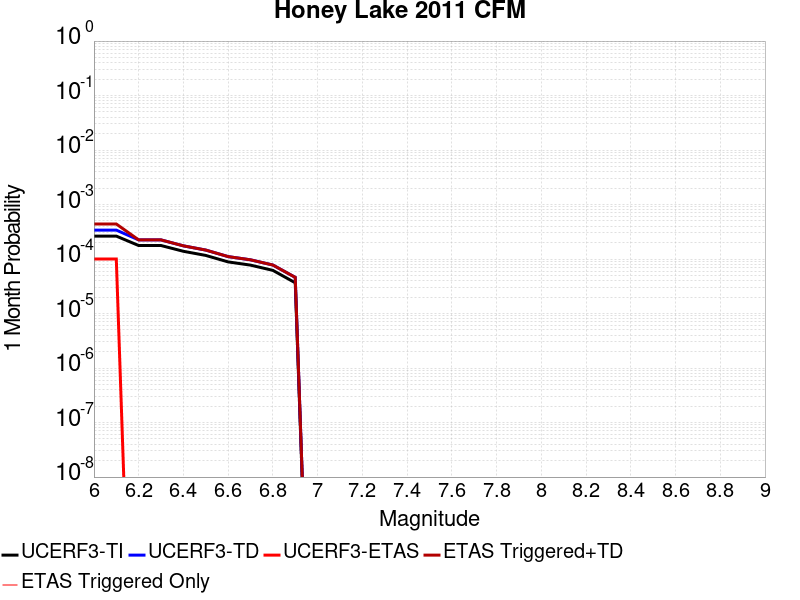 Honey Lake 2011 CFM
1 Month Probability
10^0
10^-1
10^-2
10^-3
10^-4
10^-5
10^-6
10^-7
10^-8
6 6.2 6.4 6.6 6.8 7 7.2 7.4 7.6 7.8 8 8.2 8.4 8.6 8.8 9
Magnitude
UCERF3-TI UCERF3-TD UCERF3-ETAS ETAS Triggered+TD
ETAS Triggered Only